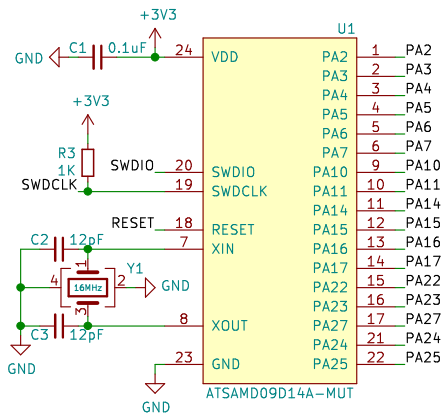 +3V3
U1
C1 0.1uF
GND
24 VDD
PA2 1 PA2
PA3 2 PA3
PA4 3 PA4
PA5 4 PA5
PA6 5 PA6
PA7 6 PA7
+3V3
R3
1K
SWDIO 20 SWDIO
PA10 9 PA10
SWDCLK 19 SWDCLK
PA11 10 PA11
PA14 11 PA14
RESET 18 RESET
PA15 12 PA15
C2 12pF
7 XIN
PA16 13 PA16
1
Y1
PA17 14 PA17
4 16MHz 2 GND
PA22 15 PA22
3
PA23 16 PA23
C3 12pF
8 XOUT
PA27 17 PA27
PA24 21 PA24
GND
23 GND
PA25 22 PA25
GND
ATSAMD09D14A-MUT